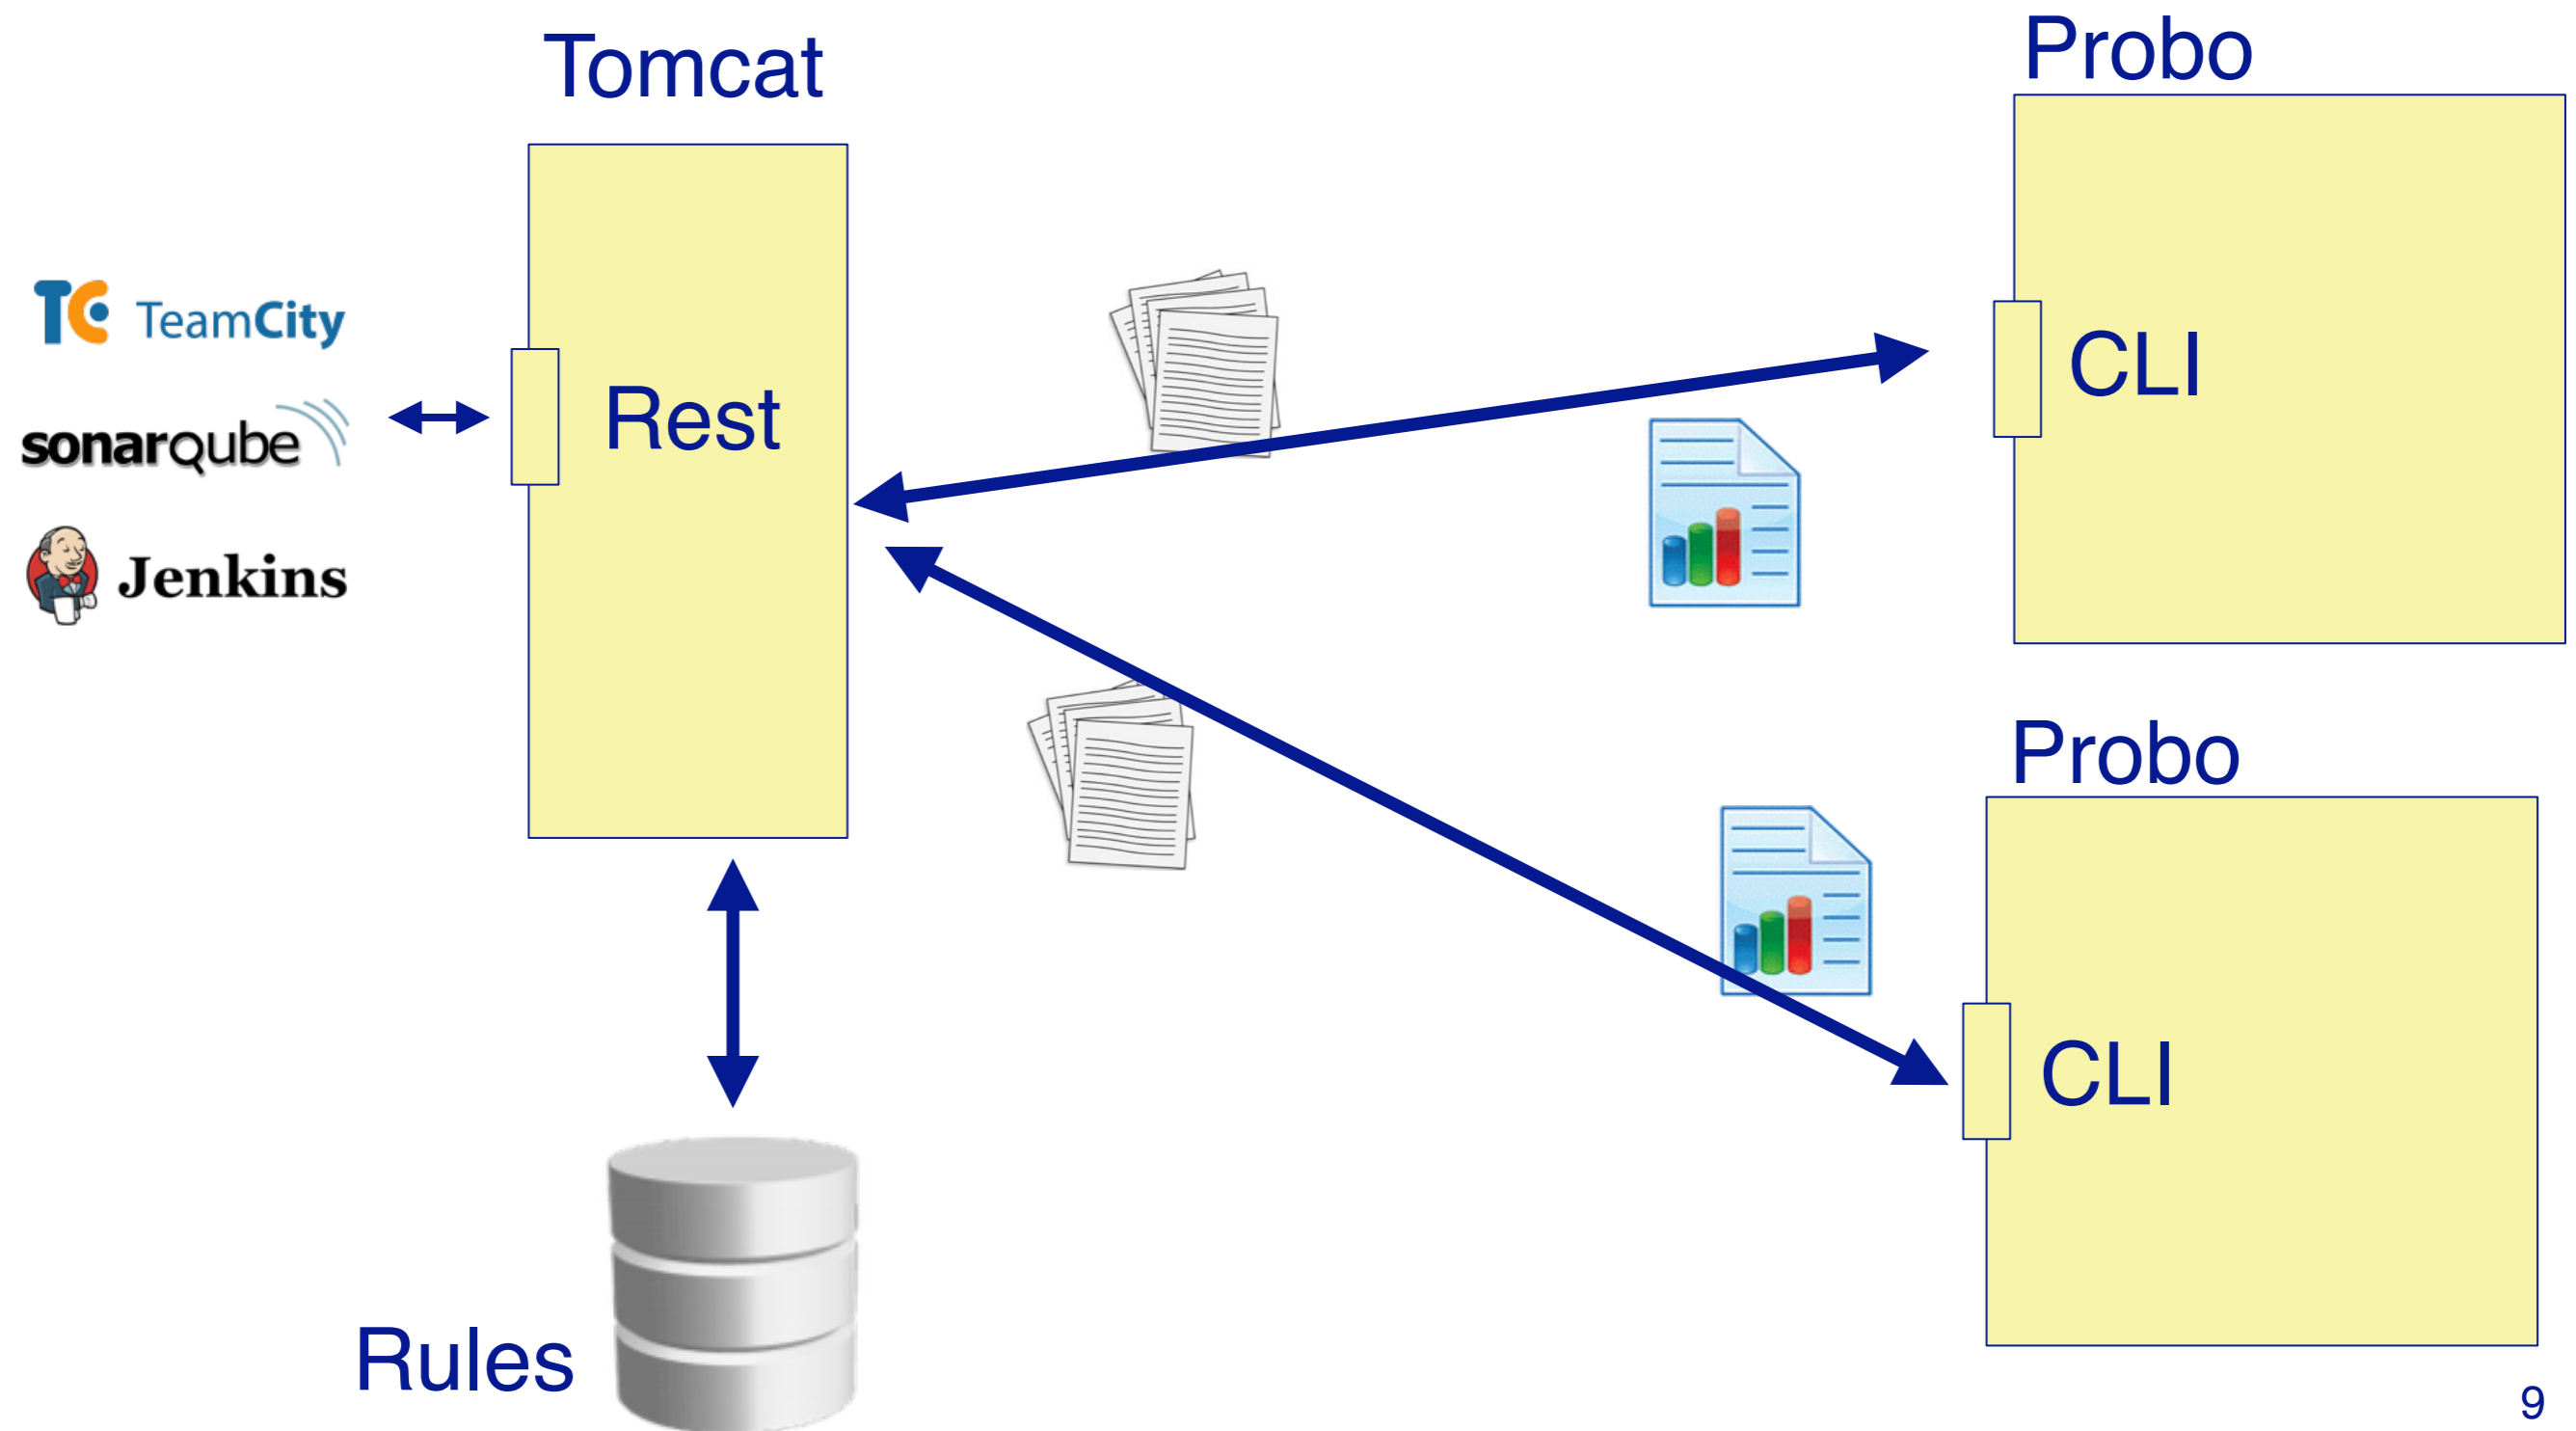 Tomcat
Probo
TeamCity
Rest
CLI
sonarqube
Jenkins
Probo
CLI
Rules
9